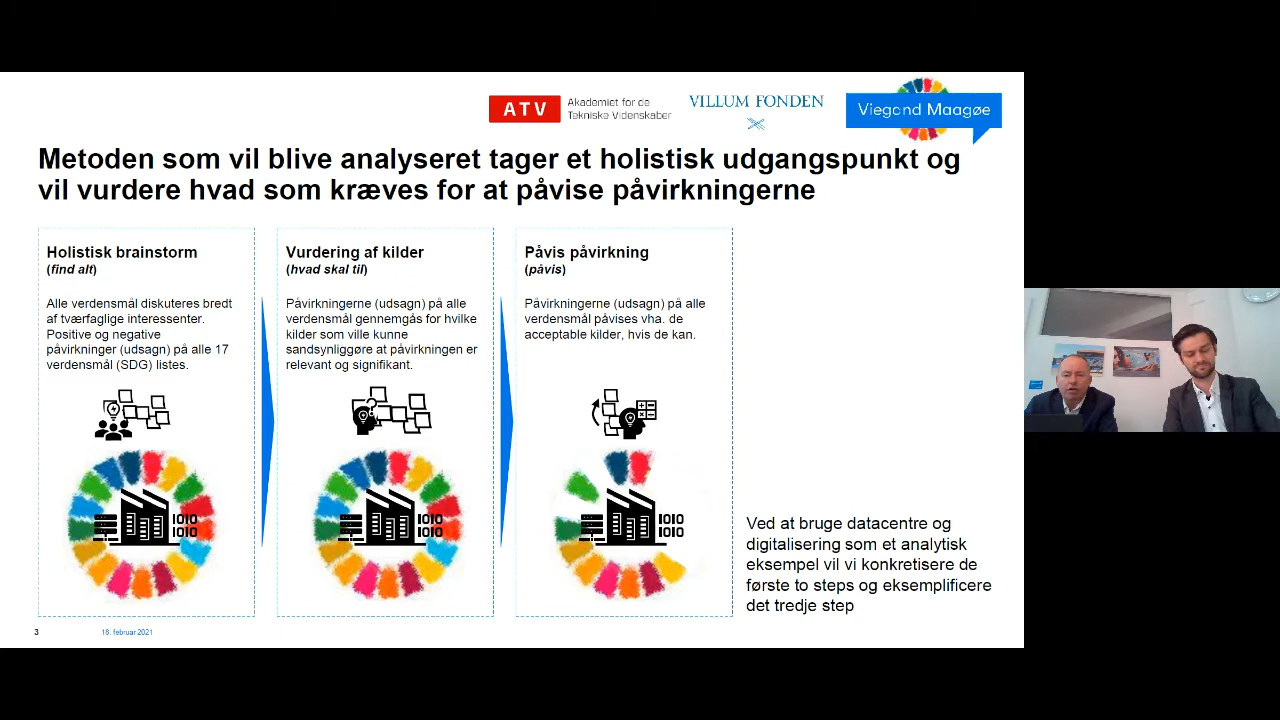 ATV
Akademiet for de
Tekniske Videnskaber
VILLUM FONDEN
Viegand Maagøe
Metoden som vil blive analyseret tager et holistisk udgangspunkt og
vil vurdere hvad som kræves for at påvise påvirkningerne
Holistisk brainstorm
(find alt)
Alle verdensmål diskuteres bredt
af tværfaglige interessenter.
Positive og negative
påvirkninger (udsagn) på alle 17
verdensmål (SDG) listes.
IOIO
IOIO
Vurdering af kilder
(hvad skal til)
Påvirkningerne (udsagn) på alle
verdensmål gennemgås for hvilke
kilder som ville kunne
sandsynliggøre at påvirkningen er
relevant og signifikant.
IOIO
IOIO
Påvis påvirkning
(påvis)
Påvirkningerne (udsagn) på alle
verdensmål påvises vha. de
acceptable kilder, hvis de kan.
IOIO
IOIO
Ved at bruge datacentre og
digitalisering som et analytisk
eksempel vil vi konkretisere de
første to steps og eksemplificere
det tredje step
3
18. februar 2021